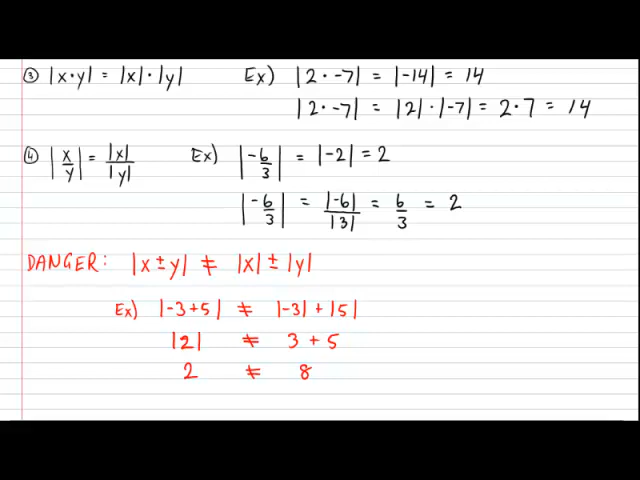 ③ |x·y| = |x|·|y| Ex) |2·-7| = |-14| = 14
|2·-7| = |2|·|-7| = 2·7 = 14
④ |x/y| = |x|/|y| Ex) |-6/3| = |-2| = 2
|-6/3| = |-6|/|3| = 6/3 = 2
DANGER: |x ± y| ≠ |x| ± |y|
Ex) |-3+5| ≠ |-3| + |5|
|2| ≠ 3 + 5
2 ≠ 8